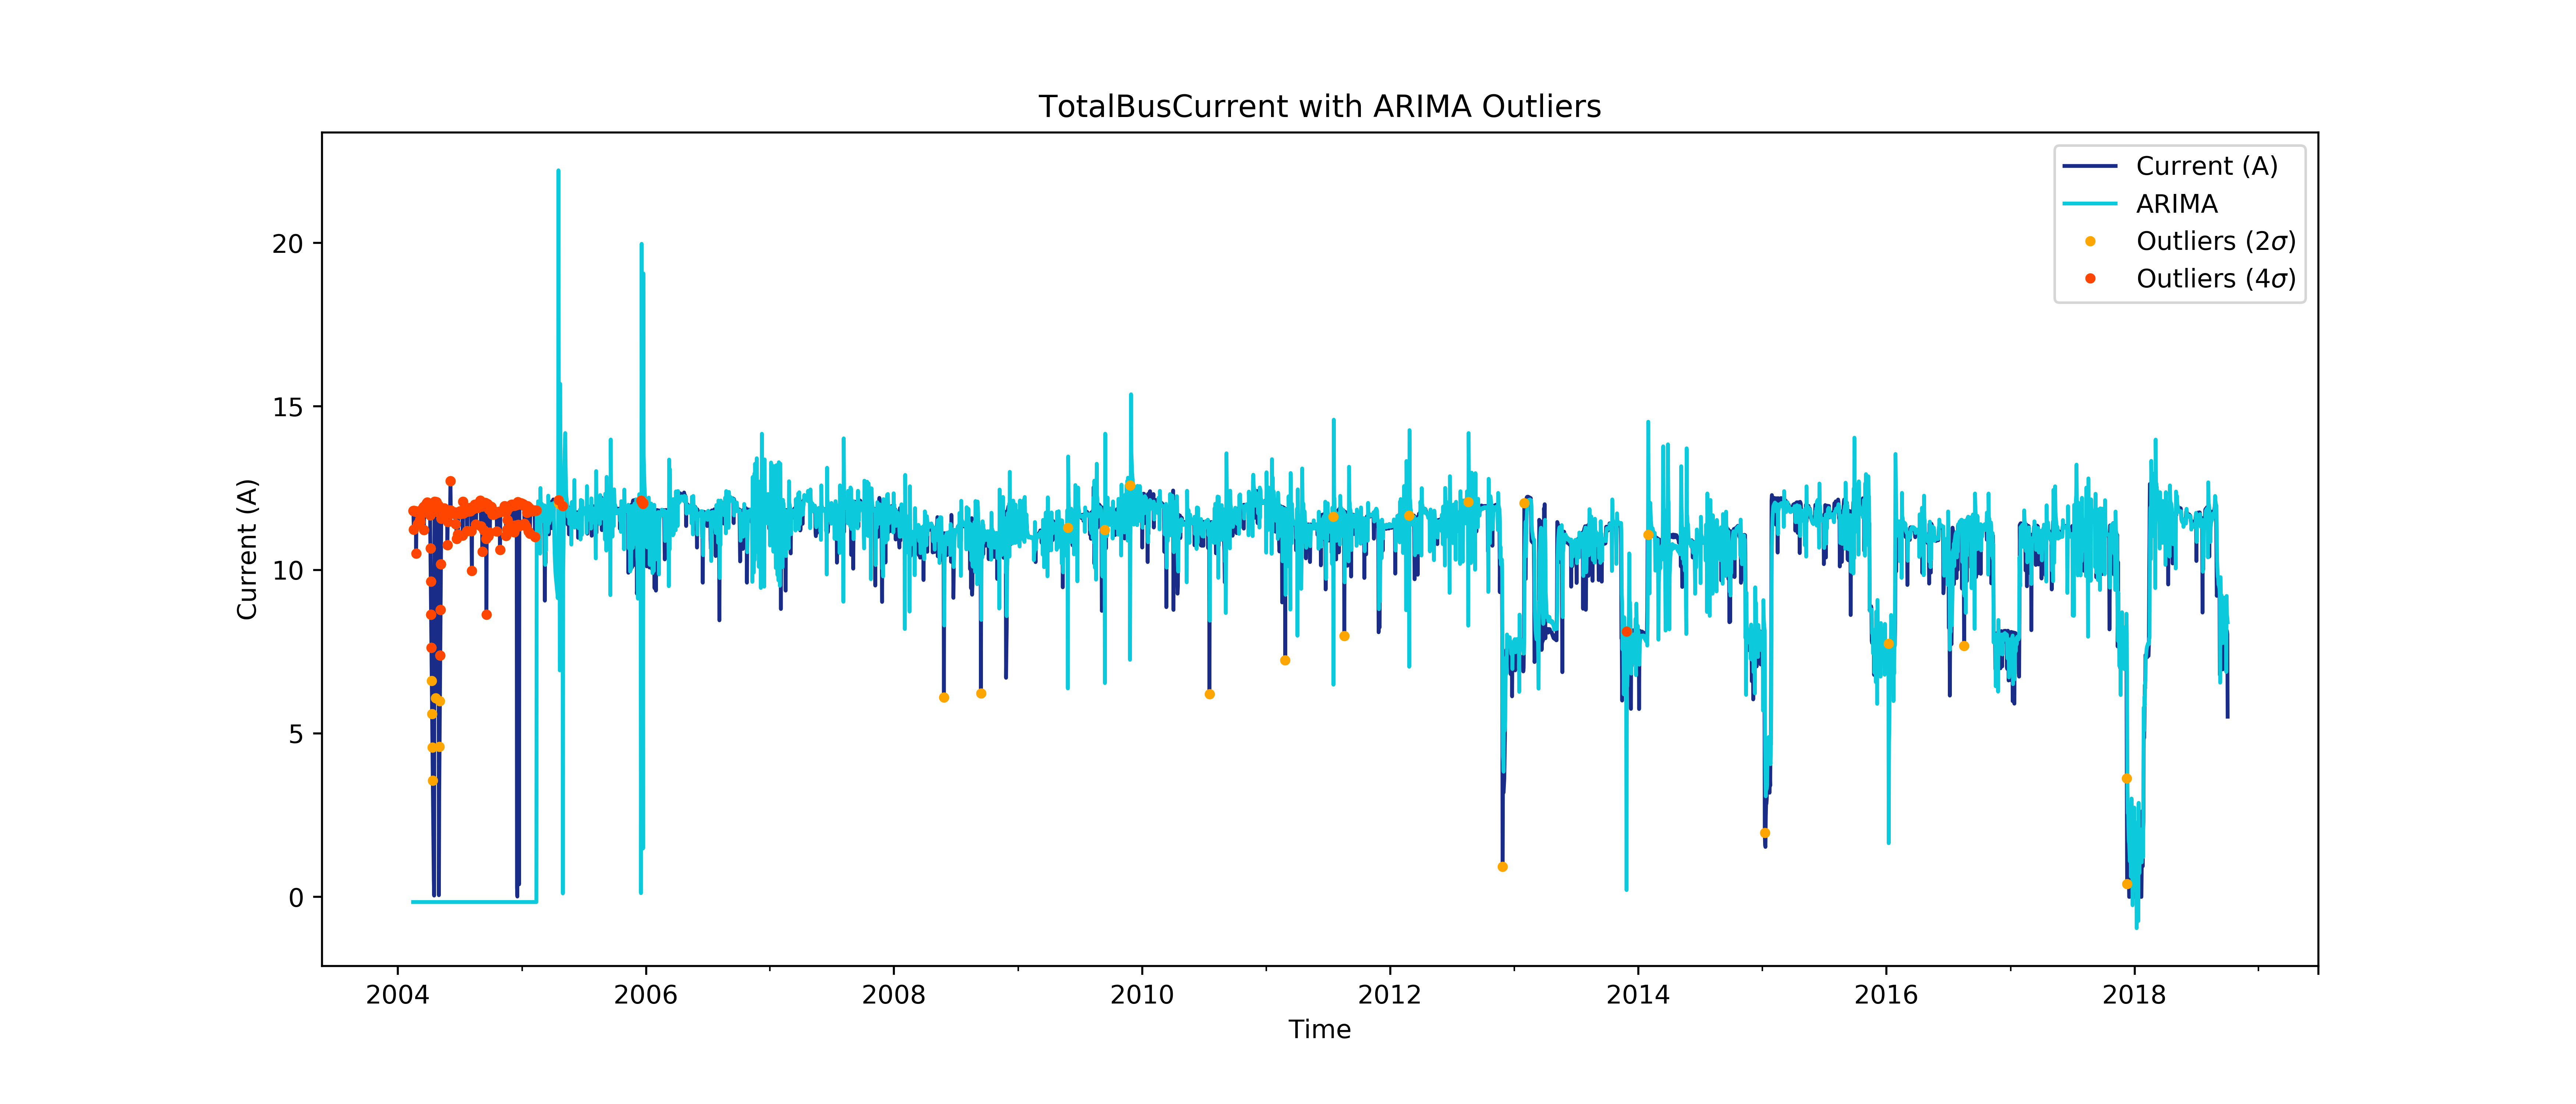 TotalBusCurrent with ARIMA Outliers
Current (A)
ARIMA
Outliers (2σ)
Outliers (4σ)
20
15
10
5
0
Current (A)
2004
2006
2008
2010
2012
2014
2016
2018
Time